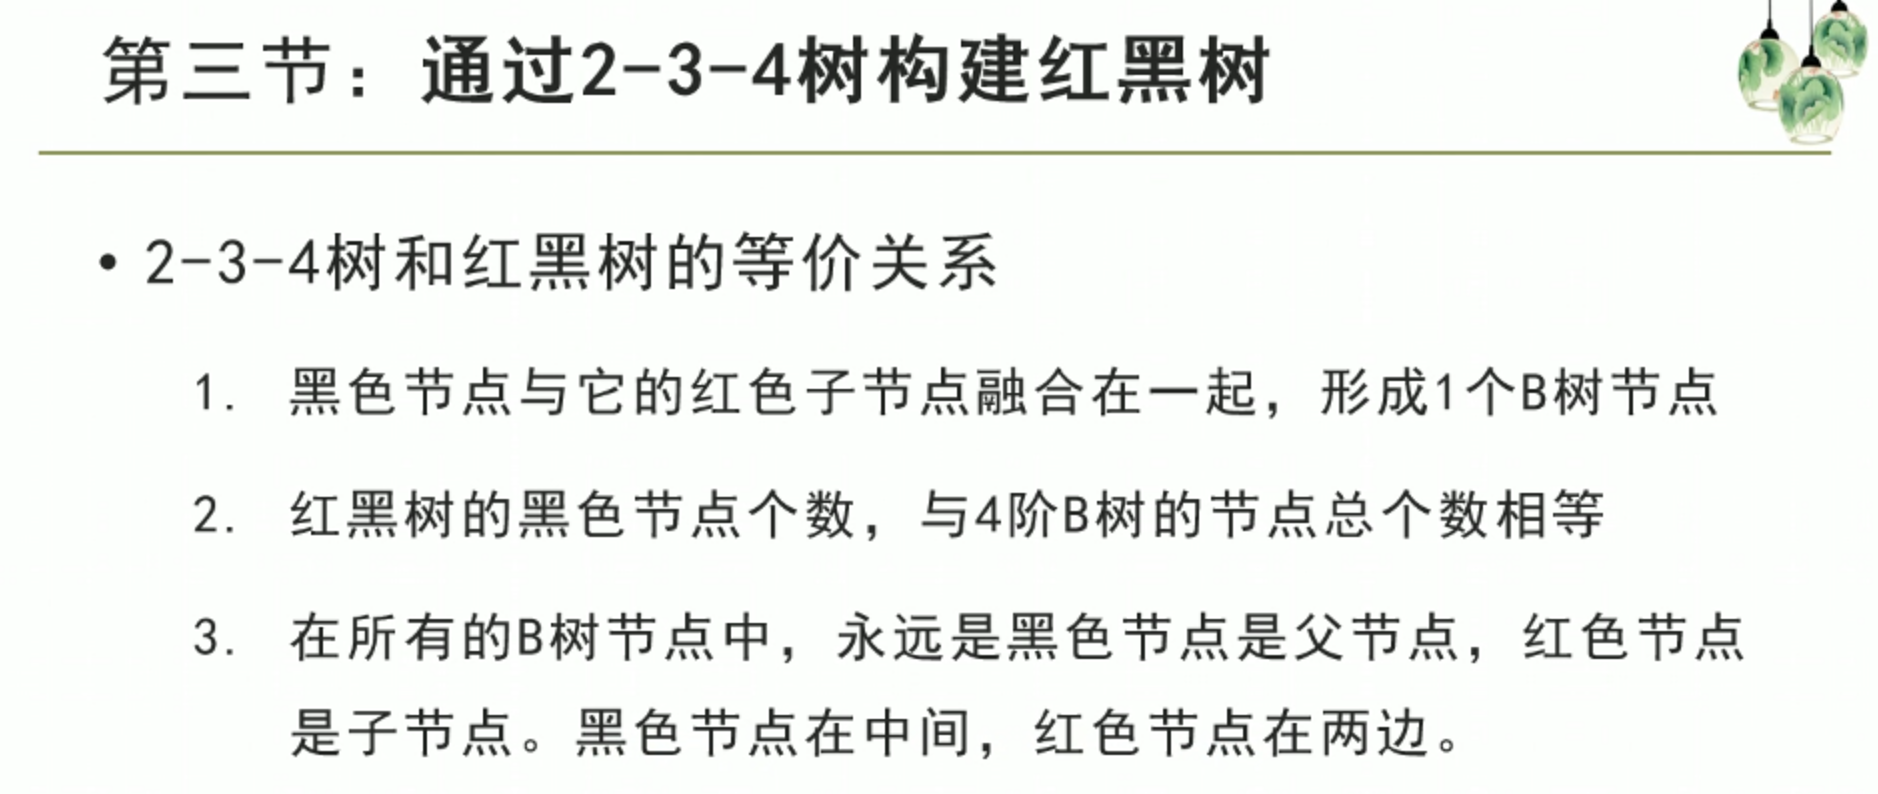 第三节：通过2-3-4树构建红黑树
• 2-3-4树和红黑树的等价关系
1. 黑色节点与它的红色子节点融合在一起，形成1个B树节点
2. 红黑树的黑色节点个数，与4阶B树的节点总个数相等
3. 在所有的B树节点中，永远是黑色节点是父节点，红色节点
是子节点。黑色节点在中间，红色节点在两边。